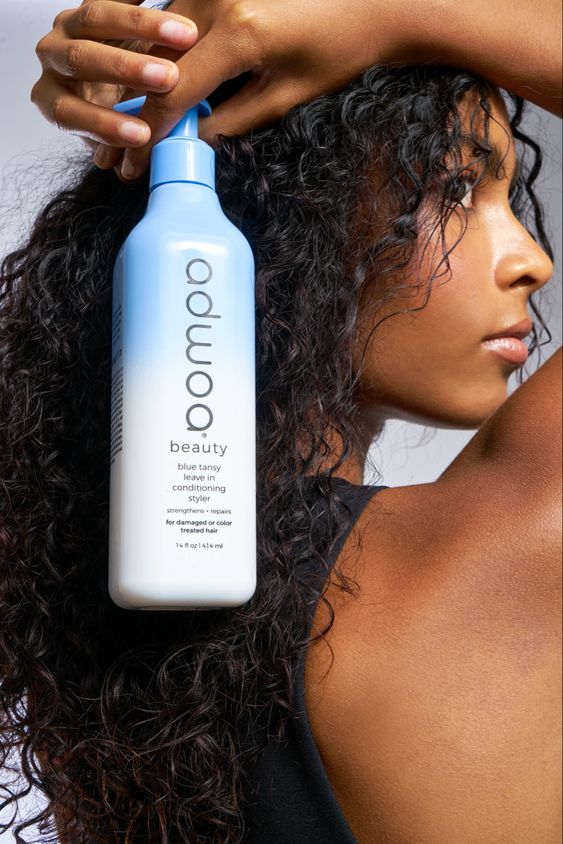 adwoa
®
beauty
blue tansy
leave in
conditioning
styler
strengthens + repairs
for damaged or color
treated hair
14 fl oz | 414 ml